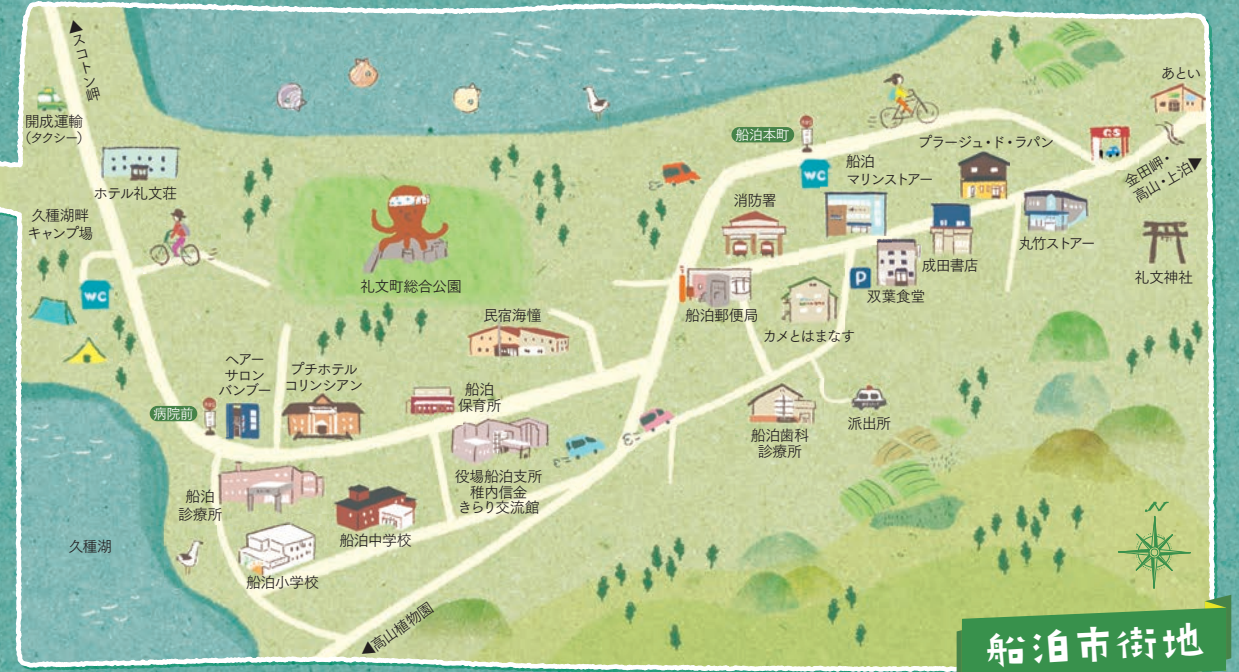 ▲スコトン岬
開成運輸
(タクシー)
ホテル礼文荘
久種湖畔
キャンプ場
WC
礼文町総合公園
民宿海憧
ヘアー
サロン
バンブー
プチホテル
コリンシアン
病院前
船泊
保育所
役場船泊支所
稚内信金
きらり交流館
船泊
診療所
船泊中学校
船泊小学校
久種湖
▲高山植物園
船泊本町
WC
船泊
マリンストアー
プラージュ・ド・ラパン
GS
あとい
金田岬・
高山・上泊▶
消防署
船泊郵便局
カメとはまなす
P
双葉食堂
成田書店
丸竹ストアー
礼文神社
船泊歯科
診療所
派出所
N
船泊市街地